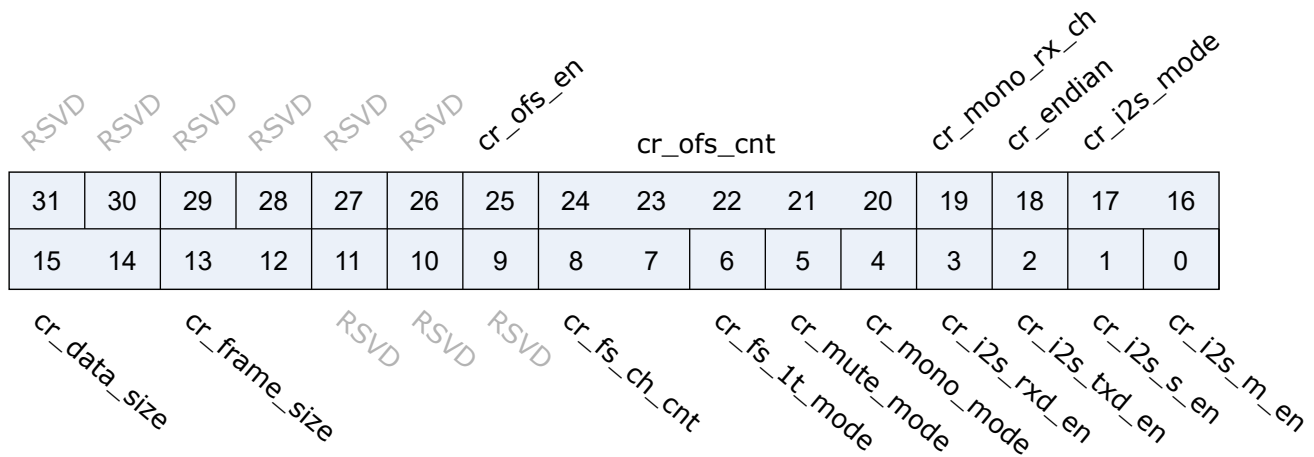 RSVD RSVD RSVD RSVD RSVD RSVD cr_ofs_en cr_ofs_cnt cr_mono_rx_ch cr_endian cr_i2s_mode
31 30 29 28 27 26 25 24 23 22 21 20 19 18 17 16
15 14 13 12 11 10 9 8 7 6 5 4 3 2 1 0
cr_data_size cr_frame_size RSVD RSVD RSVD cr_fs_ch_cnt cr_fs_1t_mode cr_mute_mode cr_mono_mode cr_i2s_rxd_en cr_i2s_txd_en cr_i2s_s_en cr_i2s_m_en